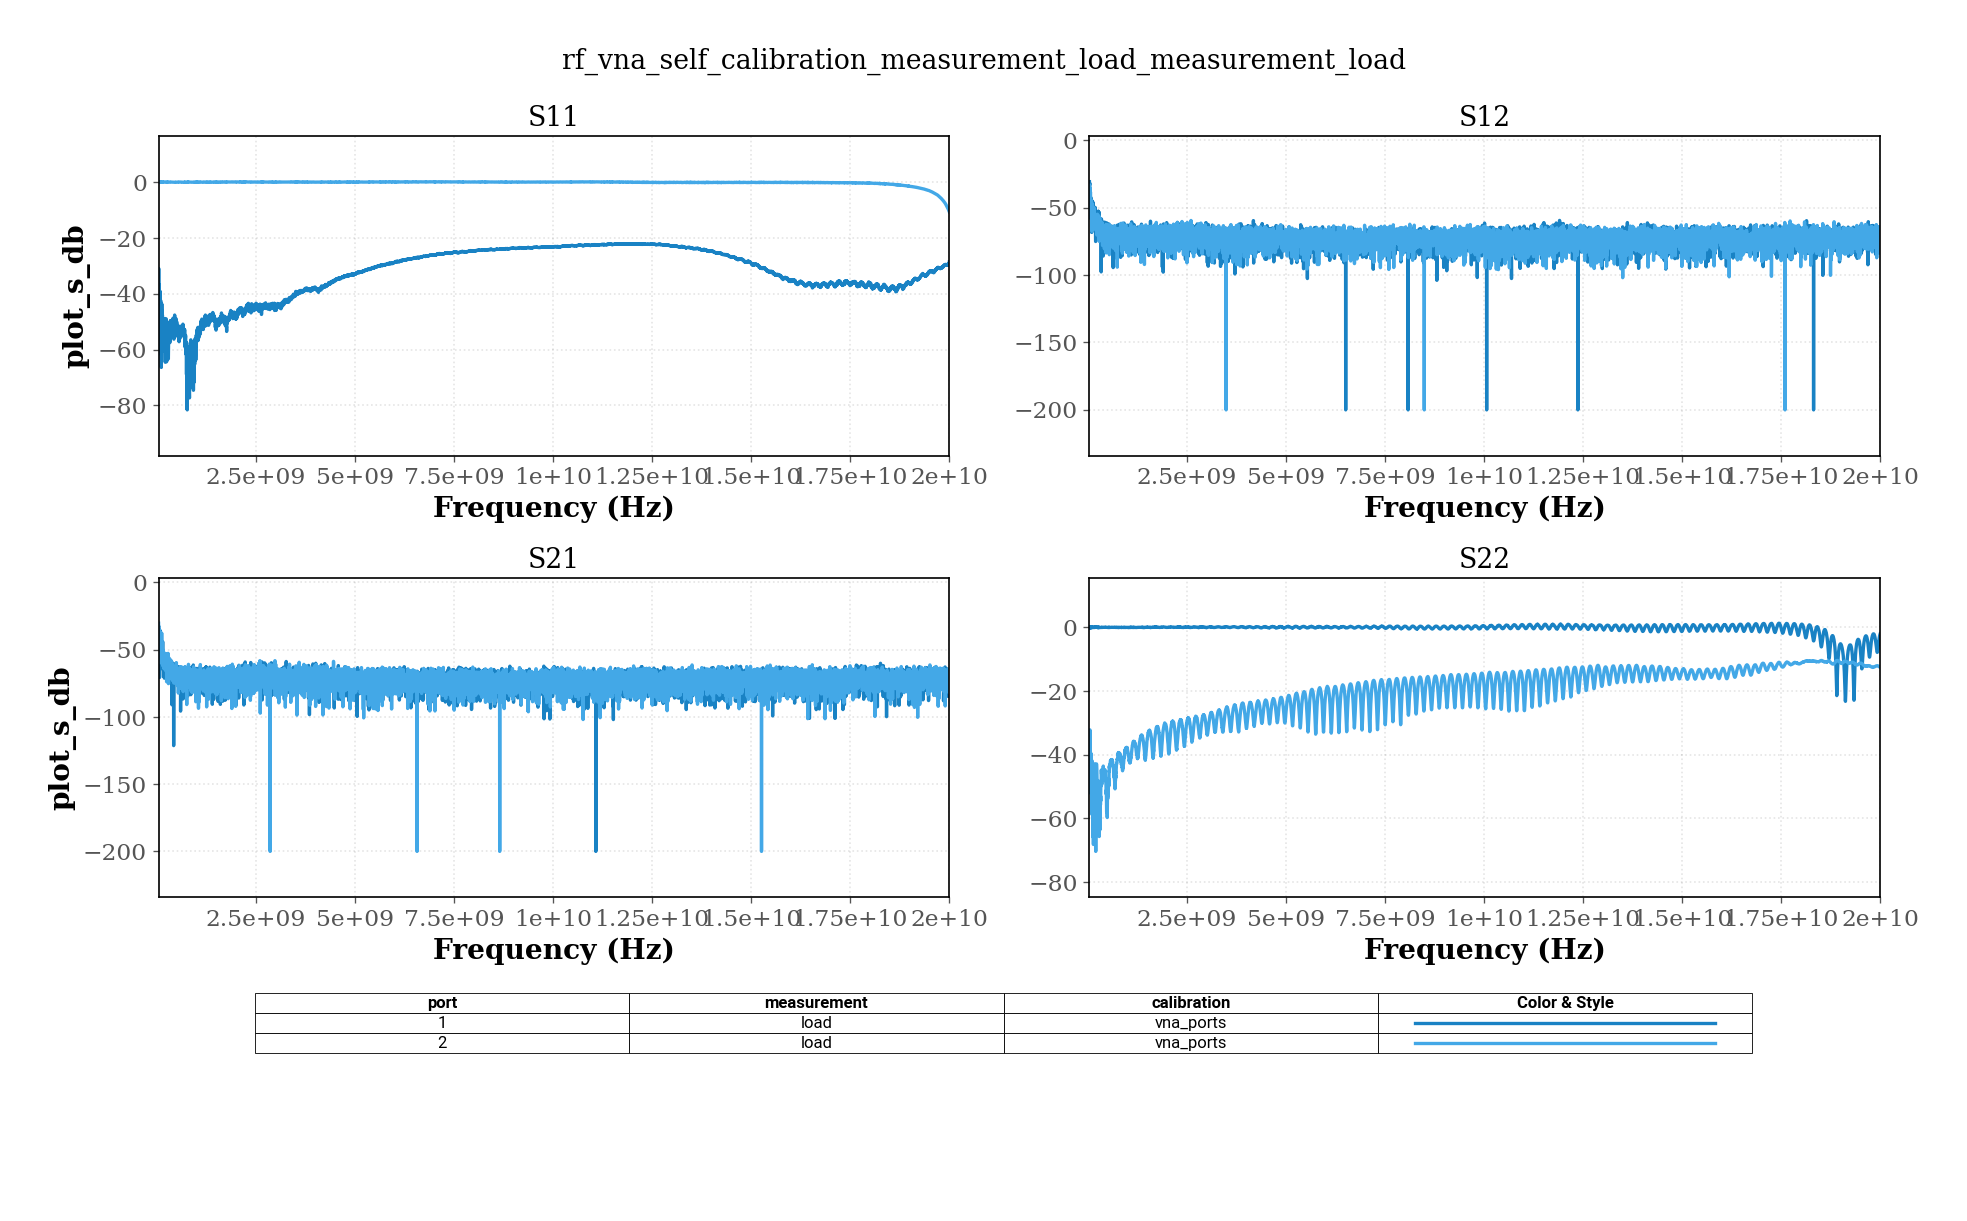 rf_vna_self_calibration_measurement_load_measurement_load
S11
S12
plot_s_db
0
−20
−40
−60
−80
0
−50
−100
−150
−200
2.5e+09 5e+09 7.5e+09 1e+10 1.25e+10 1.5e+10 1.75e+10 2e+10
2.5e+09 5e+09 7.5e+09 1e+10 1.25e+10 1.5e+10 1.75e+10 2e+10
Frequency (Hz)
Frequency (Hz)
S21
S22
plot_s_db
0
−50
−100
−150
−200
0
−20
−40
−60
−80
2.5e+09 5e+09 7.5e+09 1e+10 1.25e+10 1.5e+10 1.75e+10 2e+10
2.5e+09 5e+09 7.5e+09 1e+10 1.25e+10 1.5e+10 1.75e+10 2e+10
Frequency (Hz)
Frequency (Hz)
port measurement calibration Color & Style
1 load vna_ports
2 load vna_ports